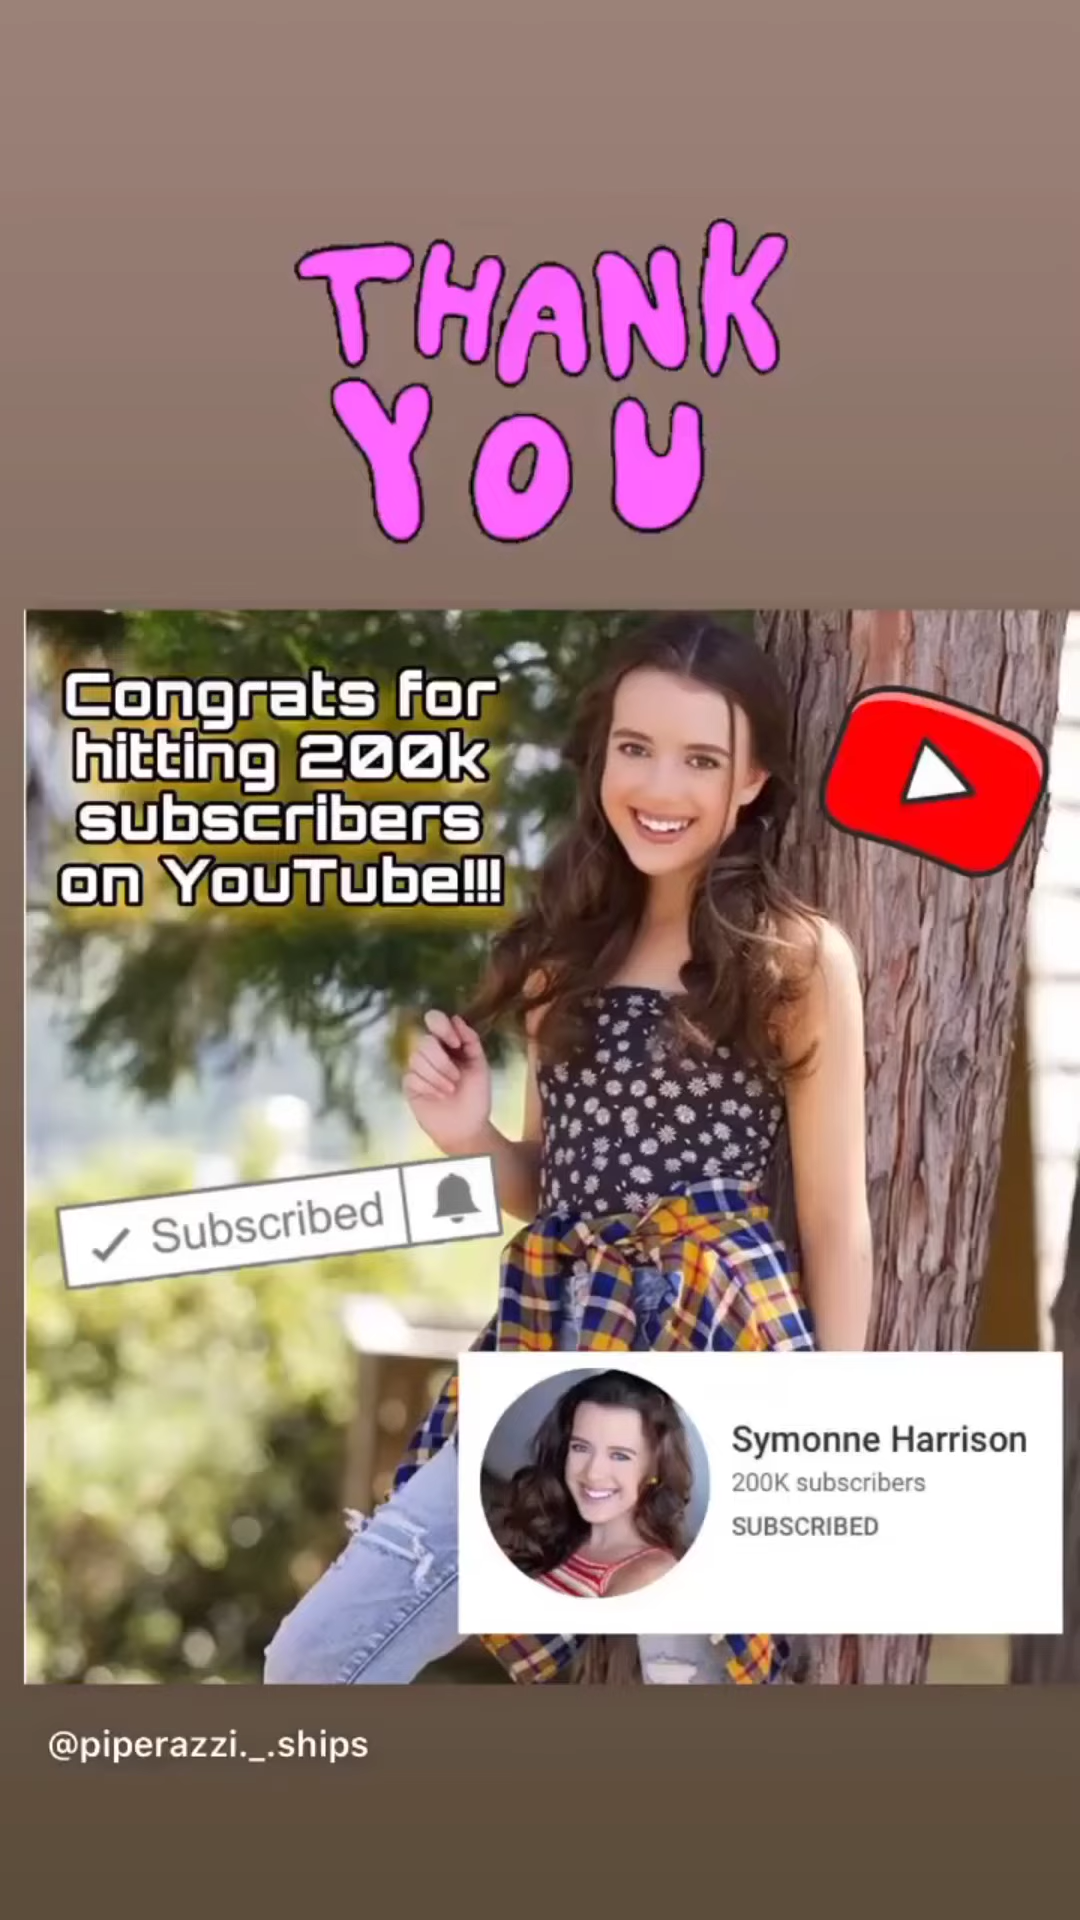 THANK
YOU
Congrats for
hitting 200k
subscribers
on YouTube!!!
Subscribed
Symonne Harrison
200K subscribers
SUBSCRIBED
@piperazzi._.ships